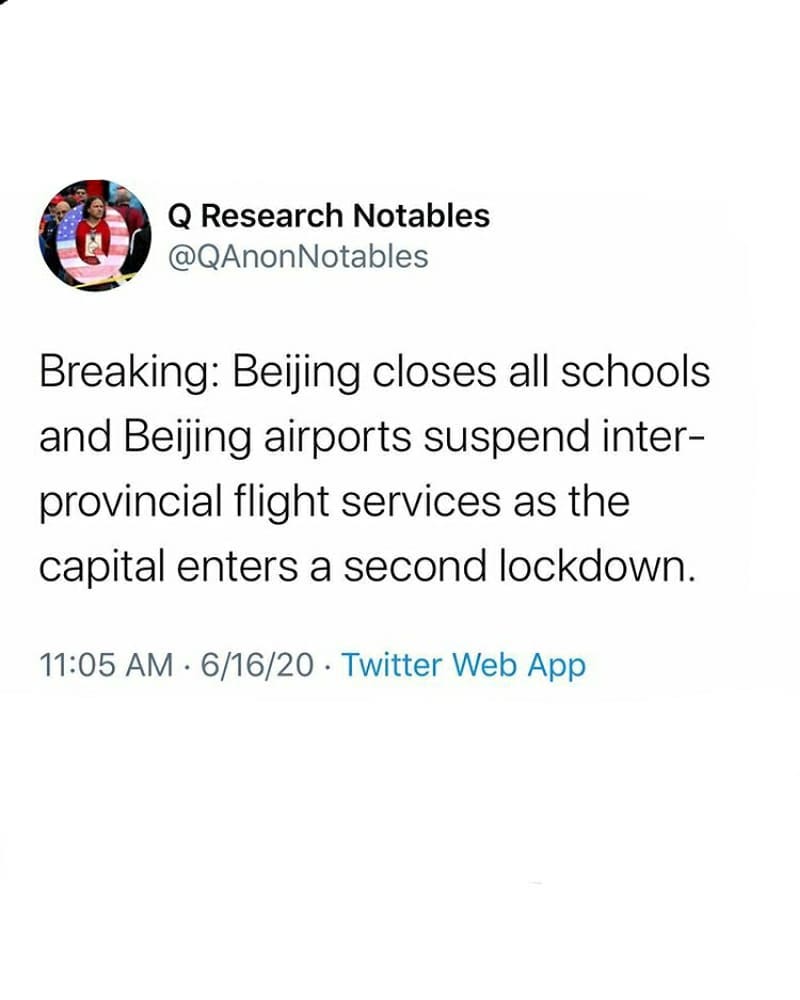 Q Research Notables
@QAnonNotables
Breaking: Beijing closes all schools
and Beijing airports suspend inter-
provincial flight services as the
capital enters a second lockdown.
11:05 AM · 6/16/20 · Twitter Web App